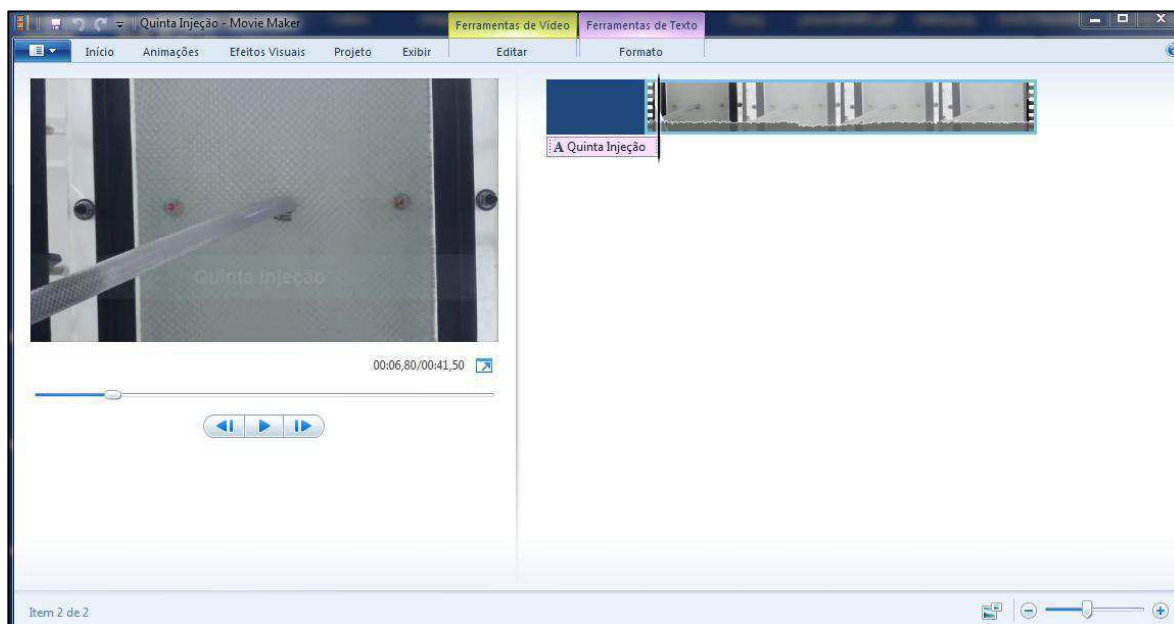 Quinta Injeção - Movie Maker
Ferramentas de Vídeo
Ferramentas de Texto
Início
Animações
Efeitos Visuais
Projeto
Exibir
Editar
Formato
A Quinta Injeção
Quinta Injeção
00:06,80/00:41,50
Item 2 de 2